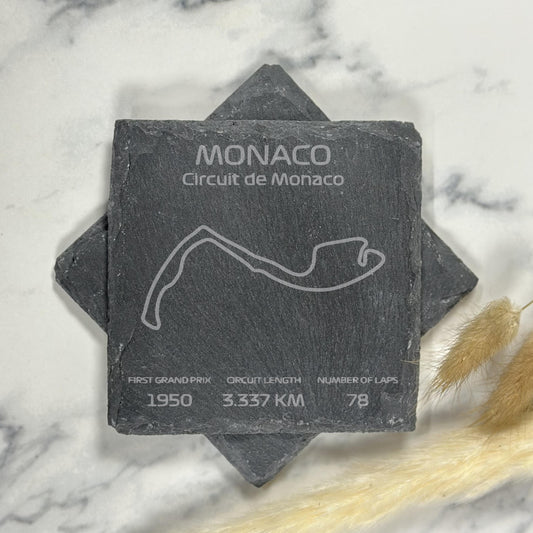 MONACO
Circuit de Monaco
FIRST GRAND PRIX CIRCUIT LENGTH NUMBER OF LAPS
1950 3.337 KM 78